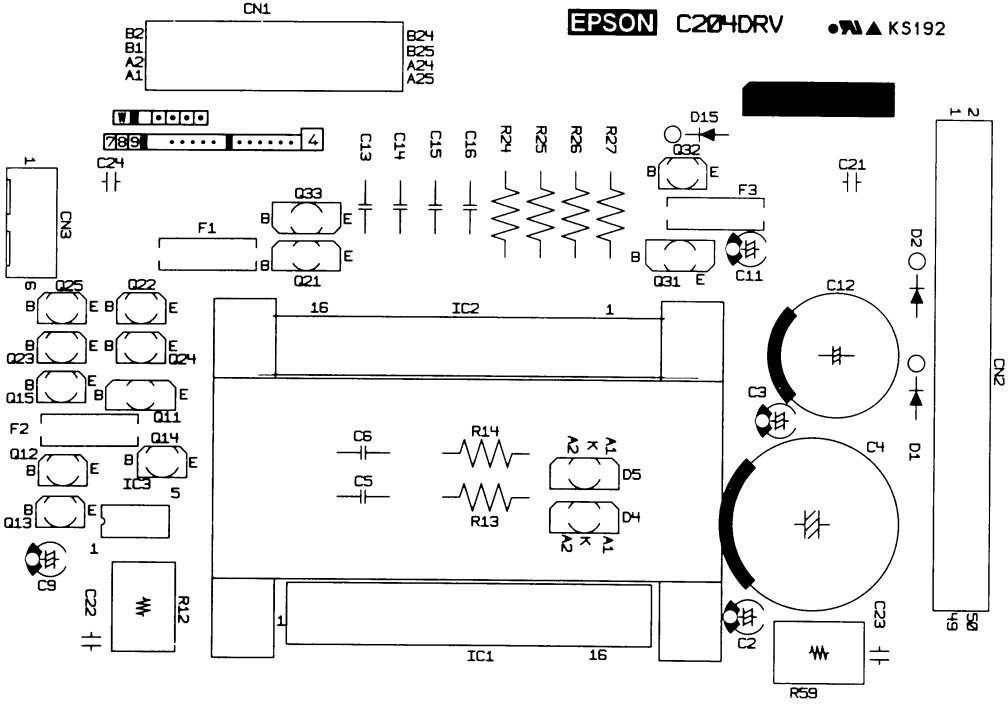 CN1
EPSON C204DRV KS192
B2
B1
A2
A1
B24
B25
A24
A25
789 4
C24
C13
C14
C15
C16
R24
R25
R26
R27
D15
Q32
B E
C21
1 2
1
CN3
6
F1
Q33
B E
B E
Q21
F3
B
Q31
E
C11
D2
C12
CN2
Q25
B E
Q22
B E
16 IC2 1
Q23
B E
B E
Q24
Q15
B E
B E
Q11
C3
D1
F2
Q12
B E
Q14
B E
IC3
5
C6
R14
A2 K A1
D5
C4
C5
R13
D4
A2 K A1
Q13
B E
1
C9
C22
R12
1
IC1
16
C2
C23
R59
49 50